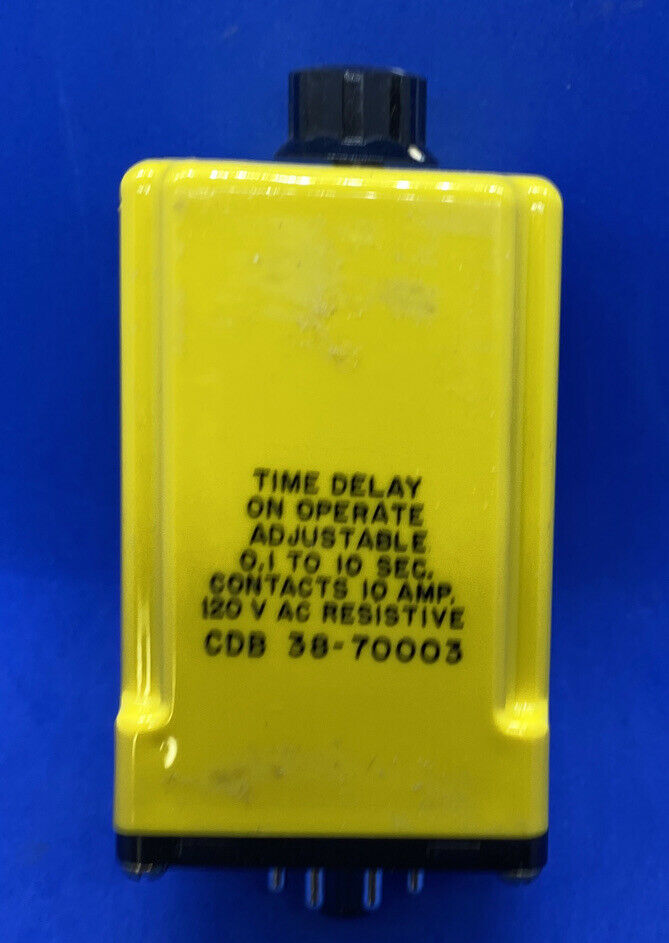 TIME DELAY
ON OPERATE
ADJUSTABLE
0.1 TO 10 SEC.
CONTACTS 10 AMP.
120 V AC RESISTIVE
CDB 38-70003